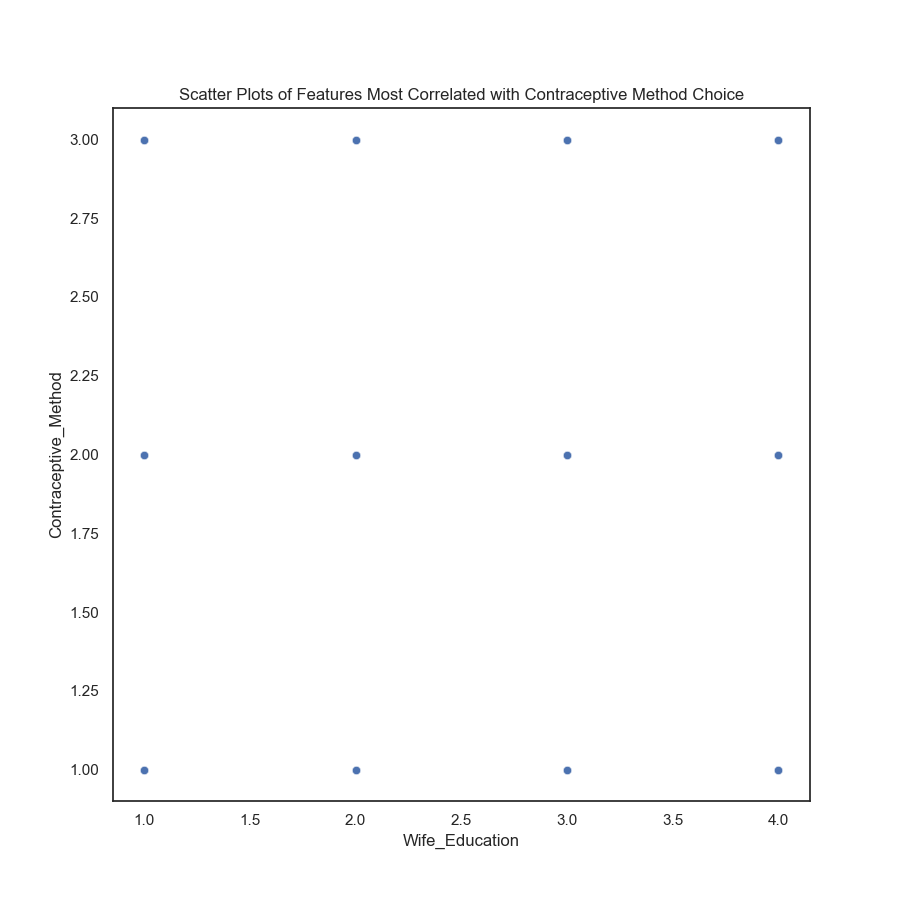 Scatter Plots of Features Most Correlated with Contraceptive Method Choice
3.00
2.75
2.50
2.25
2.00
1.75
1.50
1.25
1.00
Contraceptive_Method
1.0 1.5 2.0 2.5 3.0 3.5 4.0
Wife_Education